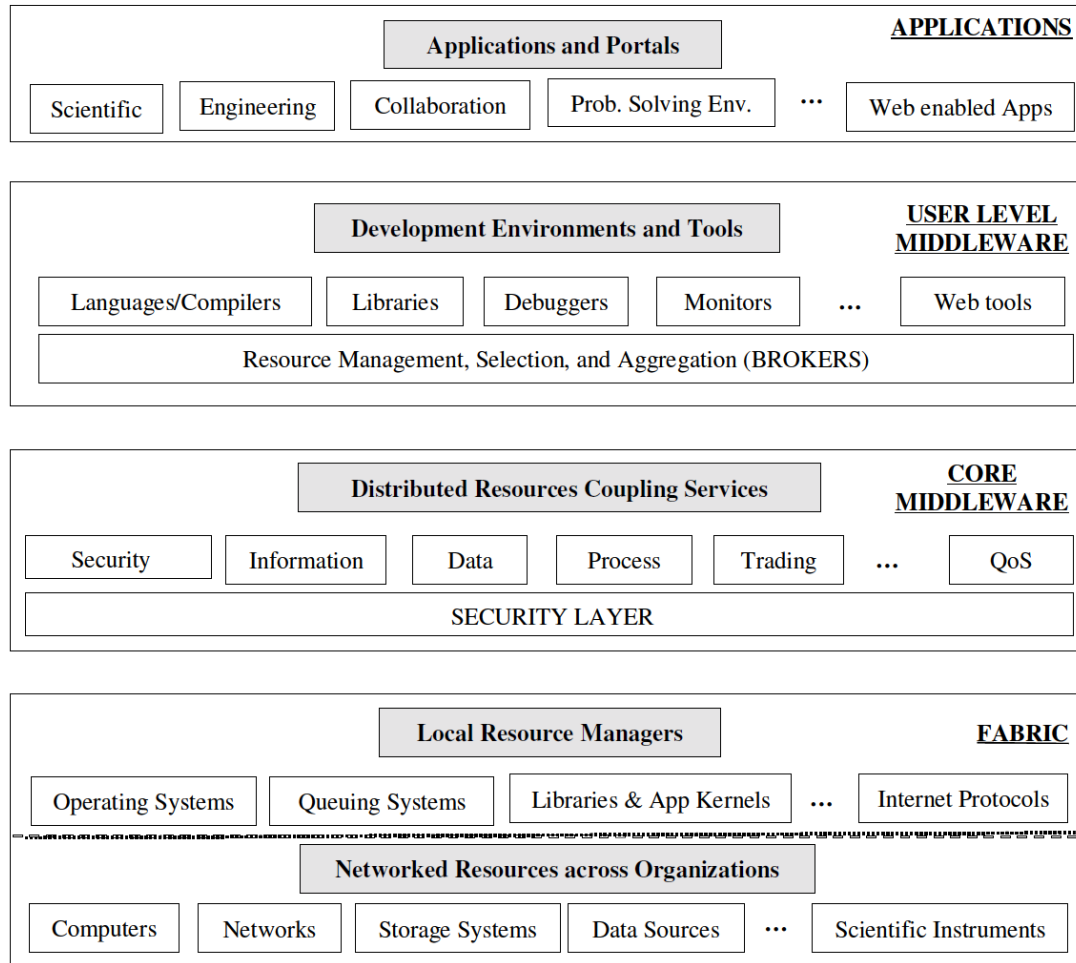 APPLICATIONS
Applications and Portals
Scientific
Engineering
Collaboration
Prob. Solving Env.
...
Web enabled Apps
USER LEVEL
MIDDLEWARE
Development Environments and Tools
Languages/Compilers
Libraries
Debuggers
Monitors
...
Web tools
Resource Management, Selection, and Aggregation (BROKERS)
CORE
MIDDLEWARE
Distributed Resources Coupling Services
Security
Information
Data
Process
Trading
...
QoS
SECURITY LAYER
Local Resource Managers
FABRIC
Operating Systems
Queuing Systems
Libraries & App Kernels
...
Internet Protocols
Networked Resources across Organizations
Computers
Networks
Storage Systems
Data Sources
...
Scientific Instruments